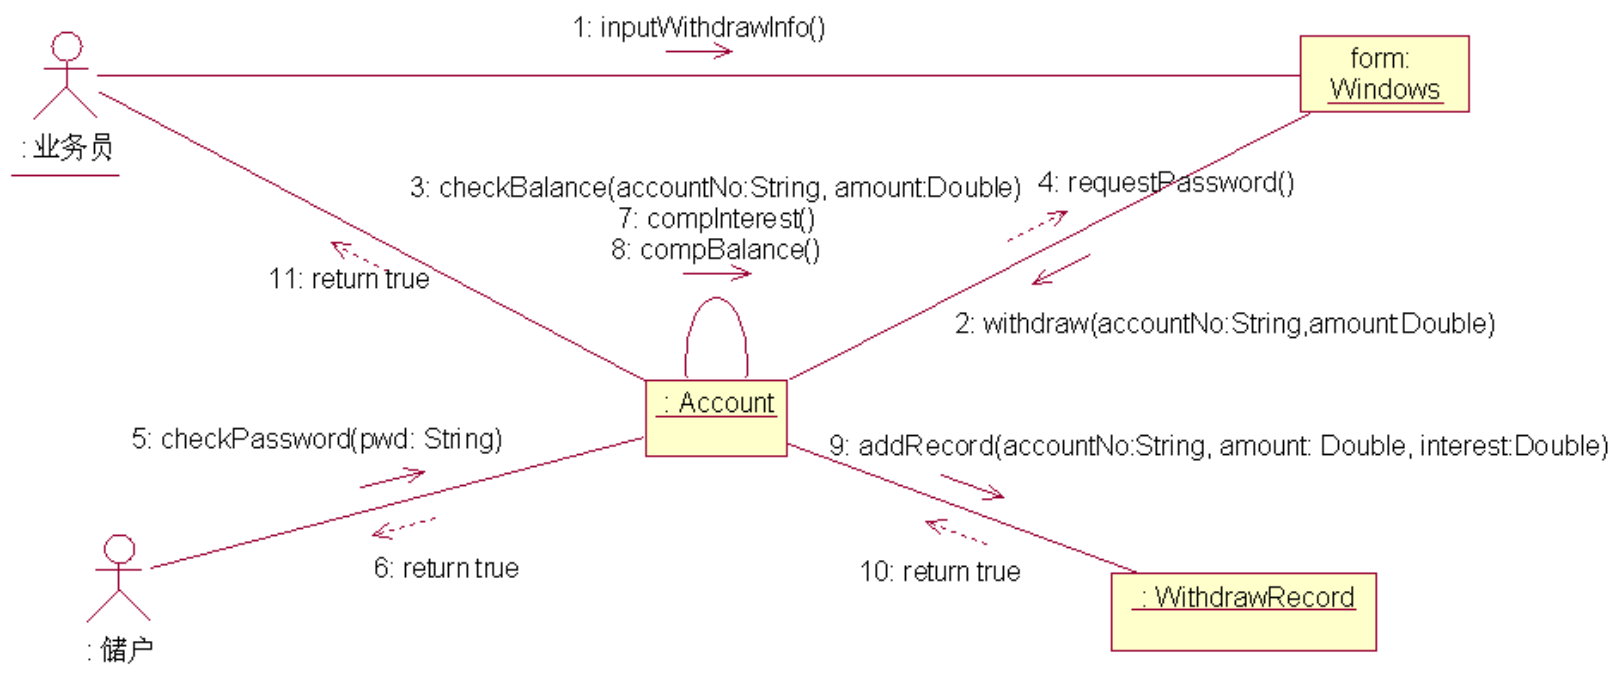 1: inputWithdrawInfo()
form:
Windows
: 业务员
3: checkBalance(accountNo:String, amount:Double)
4: requestPassword()
7: compInterest()
8: compBalance()
11: return true
2: withdraw(accountNo:String,amount:Double)
: Account
5: checkPassword(pwd: String)
9: addRecord(accountNo:String, amount: Double, interest:Double)
6: return true
10: return true
: WithdrawRecord
: 储户